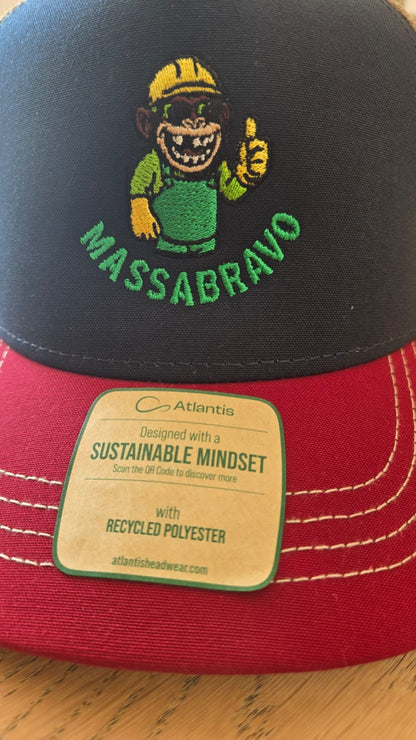 MASSABRAVO
Atlantis
Designed with a
SUSTAINABLE MINDSET
Scan the QR Code to discover more
with
RECYCLED POLYESTER
atlantisheadwear.com